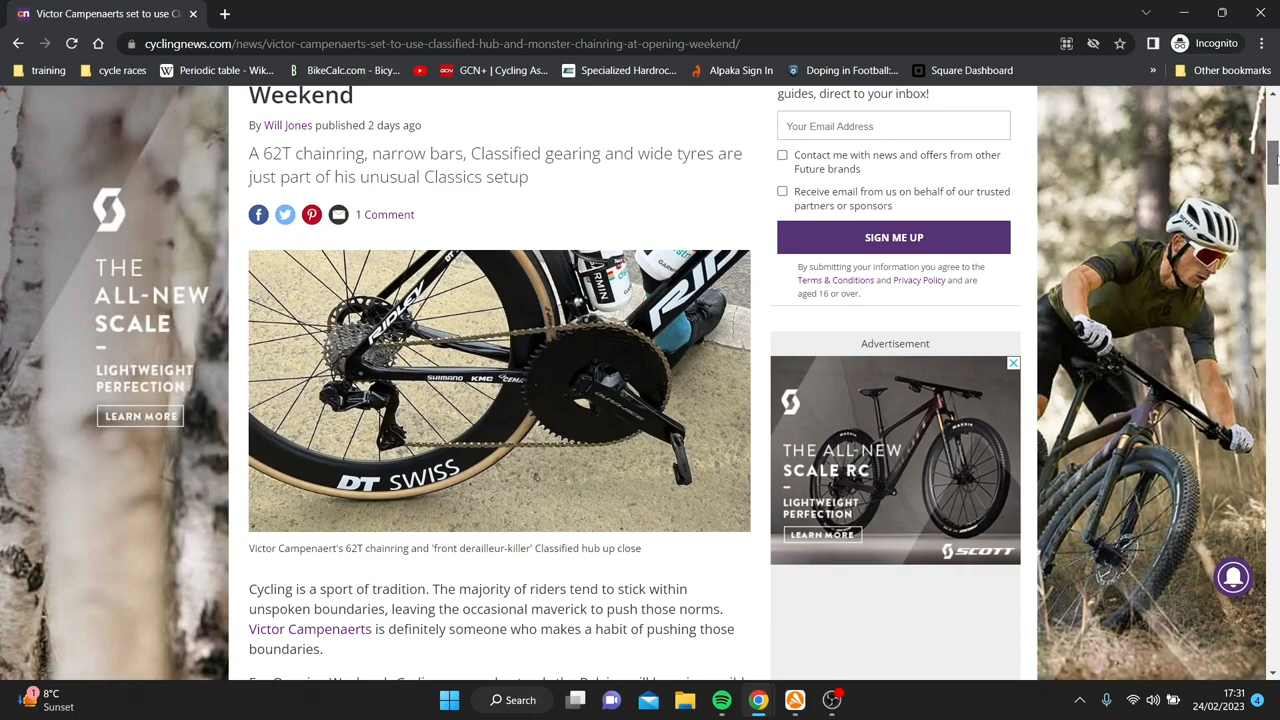 Victor Campenaerts set to use Cl
cyclingnews.com/news/victor-campenaerts-set-to-use-classified-hub-and-monster-chainring-at-opening-weekend/
Incognito
training
cycle races
Periodic table - Wik...
BikeCalc.com - Bicy...
GCN+ | Cycling As...
Specialized Hardroc...
Alpaka Sign In
Doping in Football:...
Square Dashboard
»
Other bookmarks
Weekend
By Will Jones published 2 days ago
A 62T chainring, narrow bars, Classified gearing and wide tyres are
just part of his unusual Classics setup
1 Comment
RIDLEY
SHIMANO KMC CEMA
DURA-ACE
DT SWISS
Victor Campenaert's 62T chainring and 'front derailleur-killer' Classified hub up close
Cycling is a sport of tradition. The majority of riders tend to stick within
unspoken boundaries, leaving the occasional maverick to push those norms.
Victor Campenaerts is definitely someone who makes a habit of pushing those
boundaries.
guides, direct to your inbox!
Your Email Address
Contact me with news and offers from other
Future brands
Receive email from us on behalf of our trusted
partners or sponsors
SIGN ME UP
By submitting your information you agree to the
Terms & Conditions and Privacy Policy and are
aged 16 or over.
Advertisement
THE ALL-NEW
SCALE RC
LIGHTWEIGHT
PERFECTION
LEARN MORE
SCOTT
THE
ALL-NEW
SCALE
LIGHTWEIGHT
PERFECTION
LEARN MORE
1
8°C
Sunset
Search
17:31
24/02/2023
4